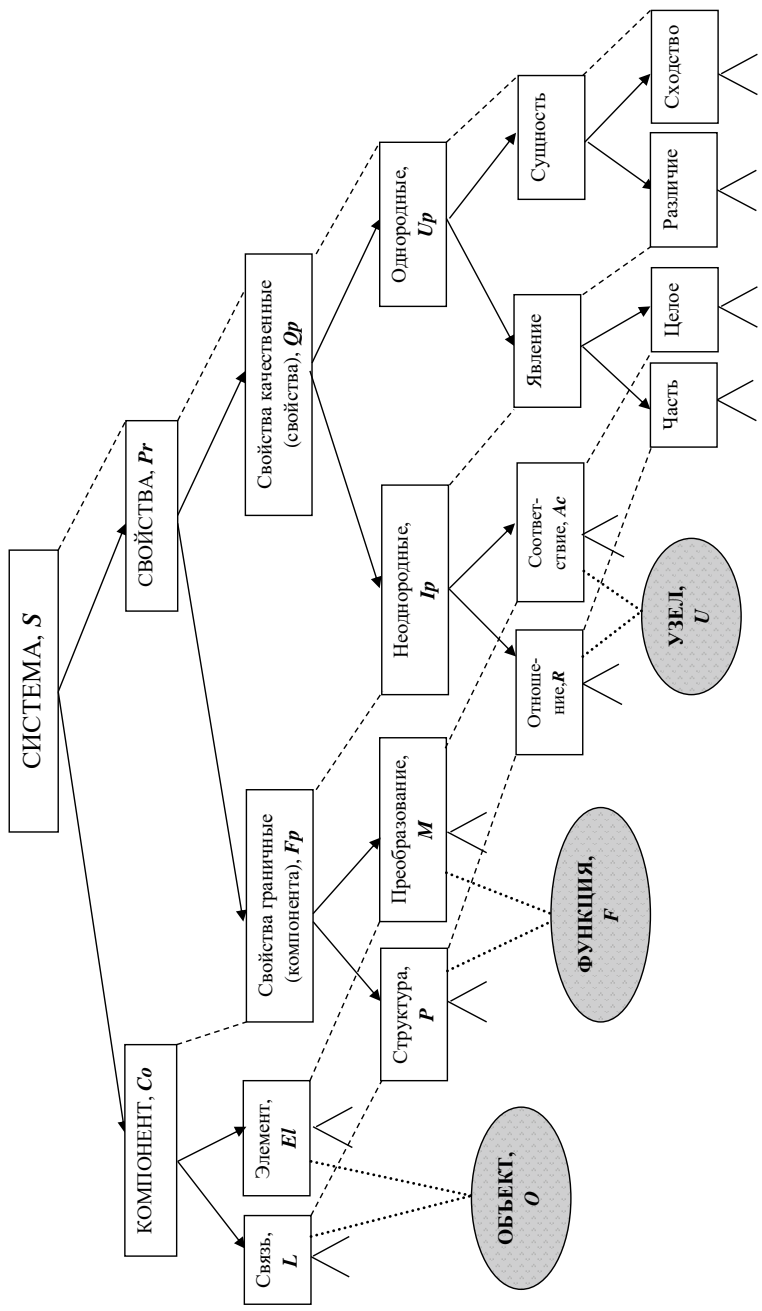 СИСТЕМА, S
КОМПОНЕНТ, Co
СВОЙСТВА, Pr
Связь,
L
Элемент,
El
Свойства граничные
(компонента), Fp
Свойства качественные
(свойства), Qp
Структура,
P
Преобразование,
M
Неоднородные,
Ip
Однородные,
Up
Отноше-
ние,R
Соответ-
ствие, Ac
Явление
Сущность
Часть
Целое
Различие
Сходство
ОБЪЕКТ,
O
ФУНКЦИЯ,
F
УЗЕЛ,
U